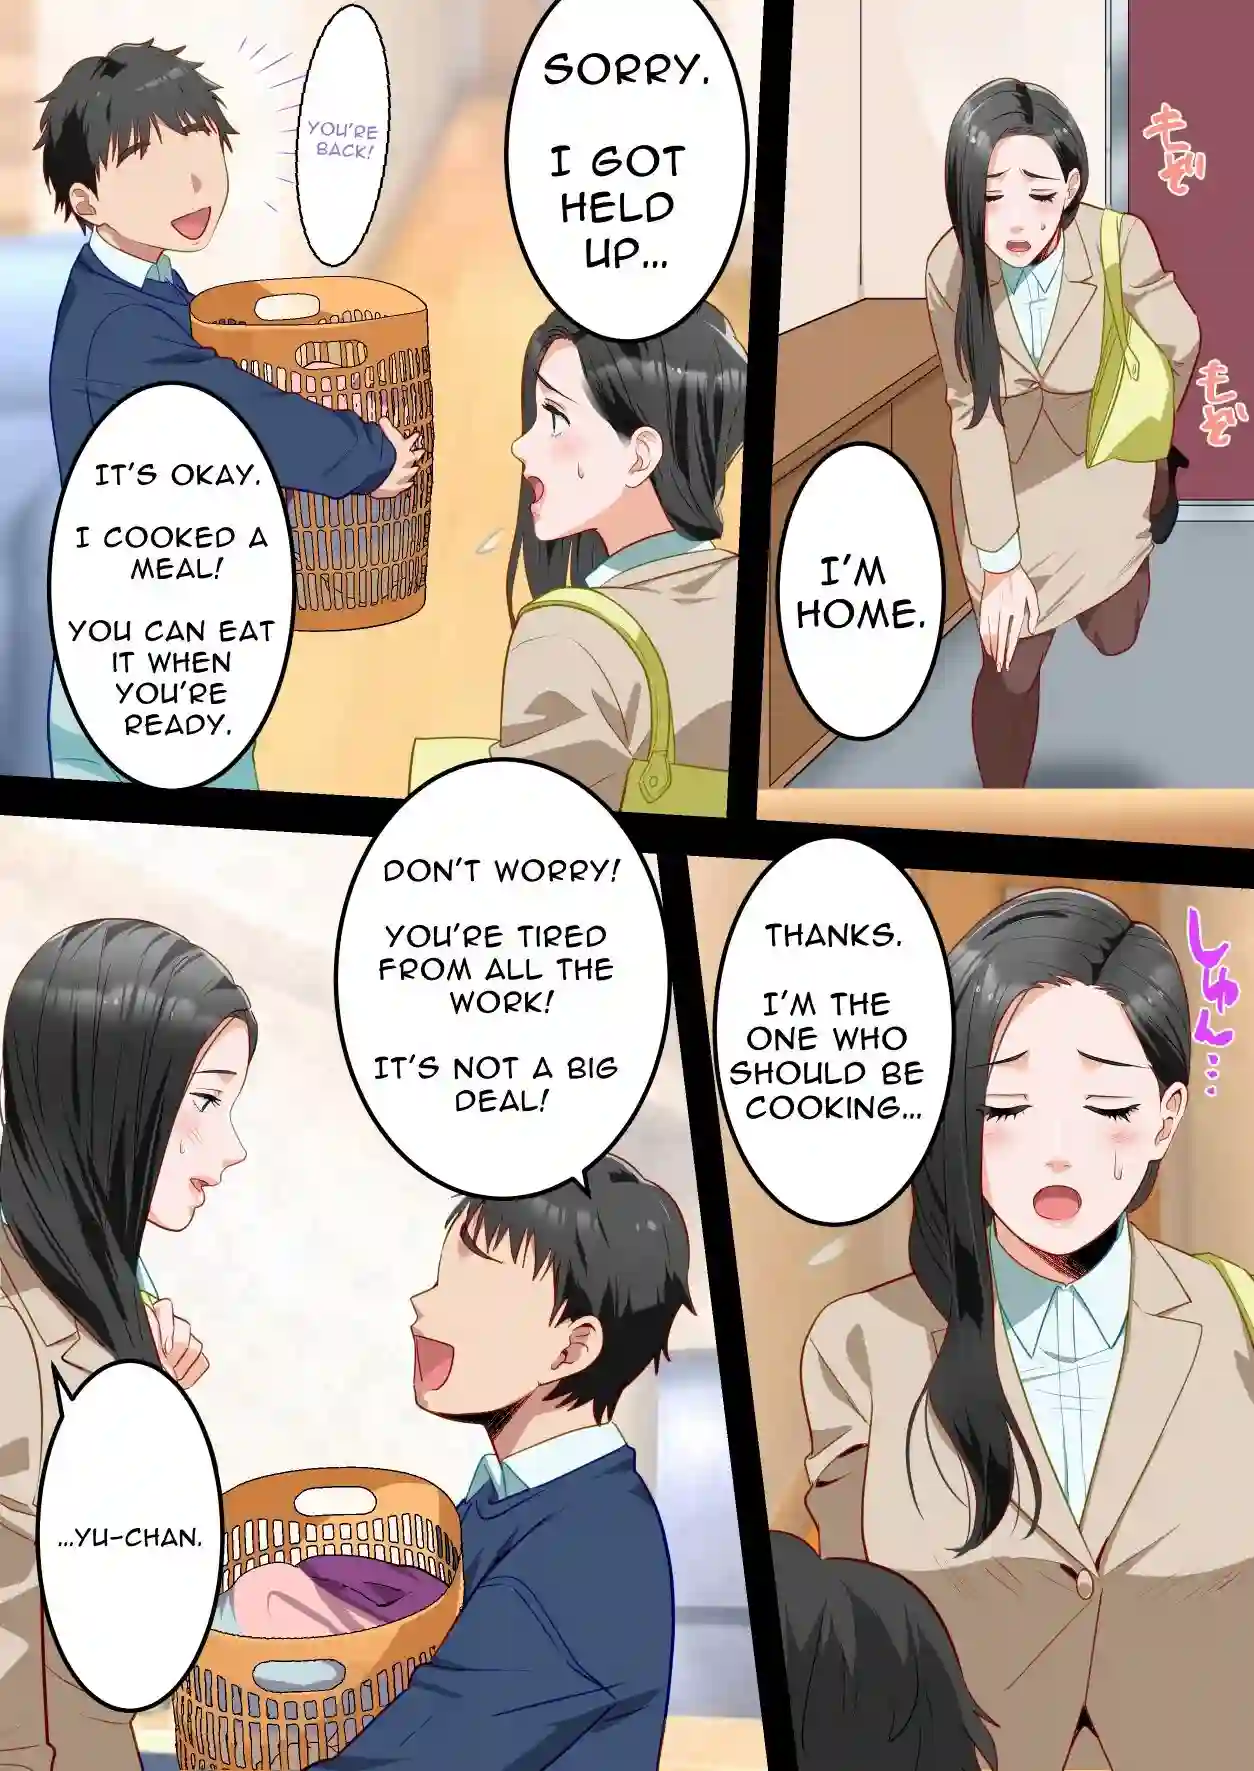 もぞ
もぞ
I'M
HOME.
YOU'RE
BACK!
SORRY.
I GOT
HELD
UP...
IT'S OKAY.
I COOKED A
MEAL!
YOU CAN EAT
IT WHEN
YOU'RE
READY.
しゅん…
THANKS.
I'M THE
ONE WHO
SHOULD BE
COOKING...
DON'T WORRY!
YOU'RE TIRED
FROM ALL THE
WORK!
IT'S NOT A BIG
DEAL!
...YU-CHAN.